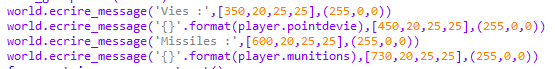 world.ecrire_message('Vies :',[350,20,25,25],(255,0,0))
world.ecrire_message('{}'.format(player.pointdevie),[450,20,25,25],(255,0,0))
world.ecrire_message('Missiles :',[600,20,25,25],(255,0,0))
world.ecrire_message('{}'.format(player.munitions),[730,20,25,25],(255,0,0))